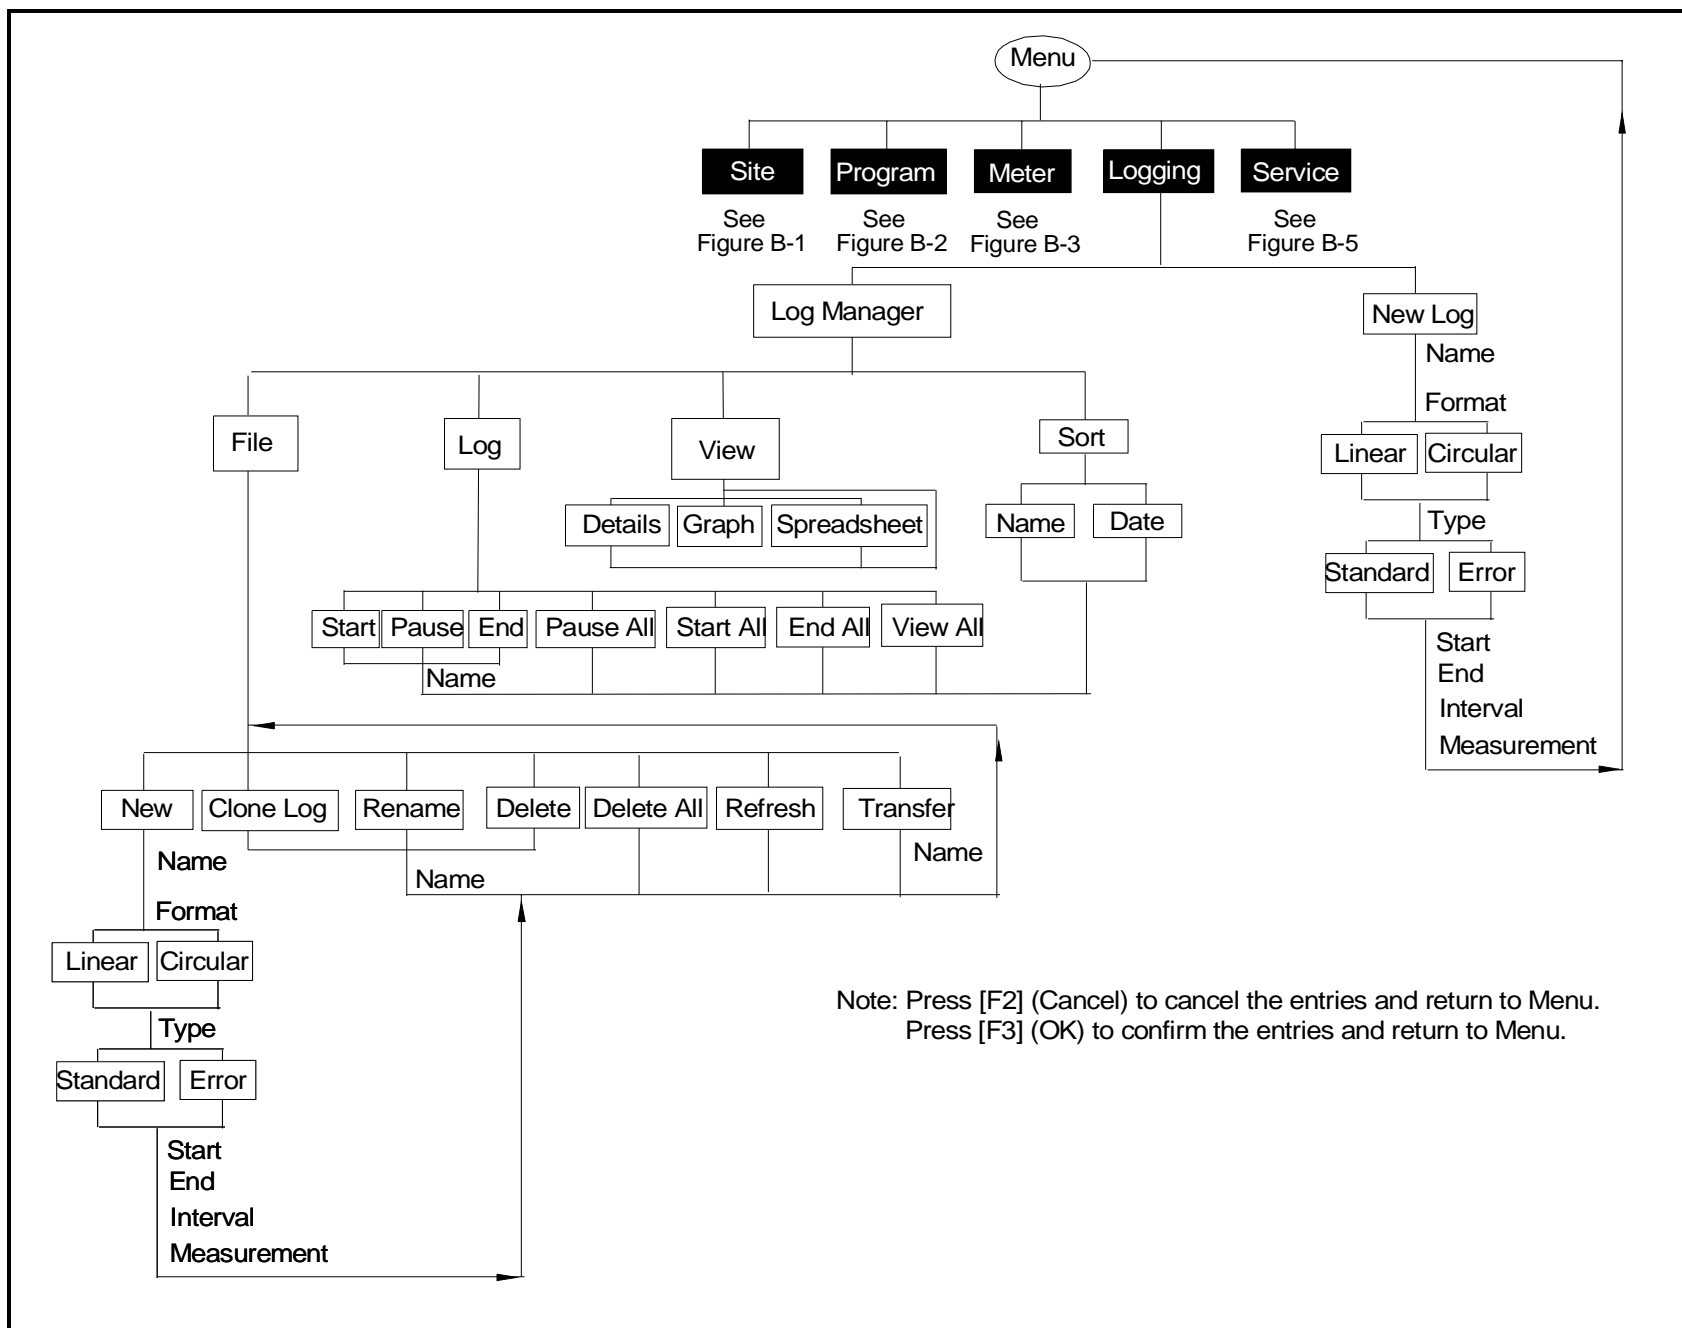 Menu
Site
Program
Meter
Logging
Service
See
Figure B-1
See
Figure B-2
See
Figure B-3
See
Figure B-5
Log Manager
New Log
Name
Format
Linear
Circular
Type
Standard
Error
Start
End
Interval
Measurement
File
Log
View
Sort
Details
Graph
Spreadsheet
Name
Date
Start
Pause
End
Pause All
Start All
End All
View All
Name
New
Clone Log
Rename
Delete
Delete All
Refresh
Transfer
Name
Name
Name
Format
Linear
Circular
Type
Standard
Error
Start
End
Interval
Measurement
Note: Press [F2] (Cancel) to cancel the entries and return to Menu.
Press [F3] (OK) to confirm the entries and return to Menu.